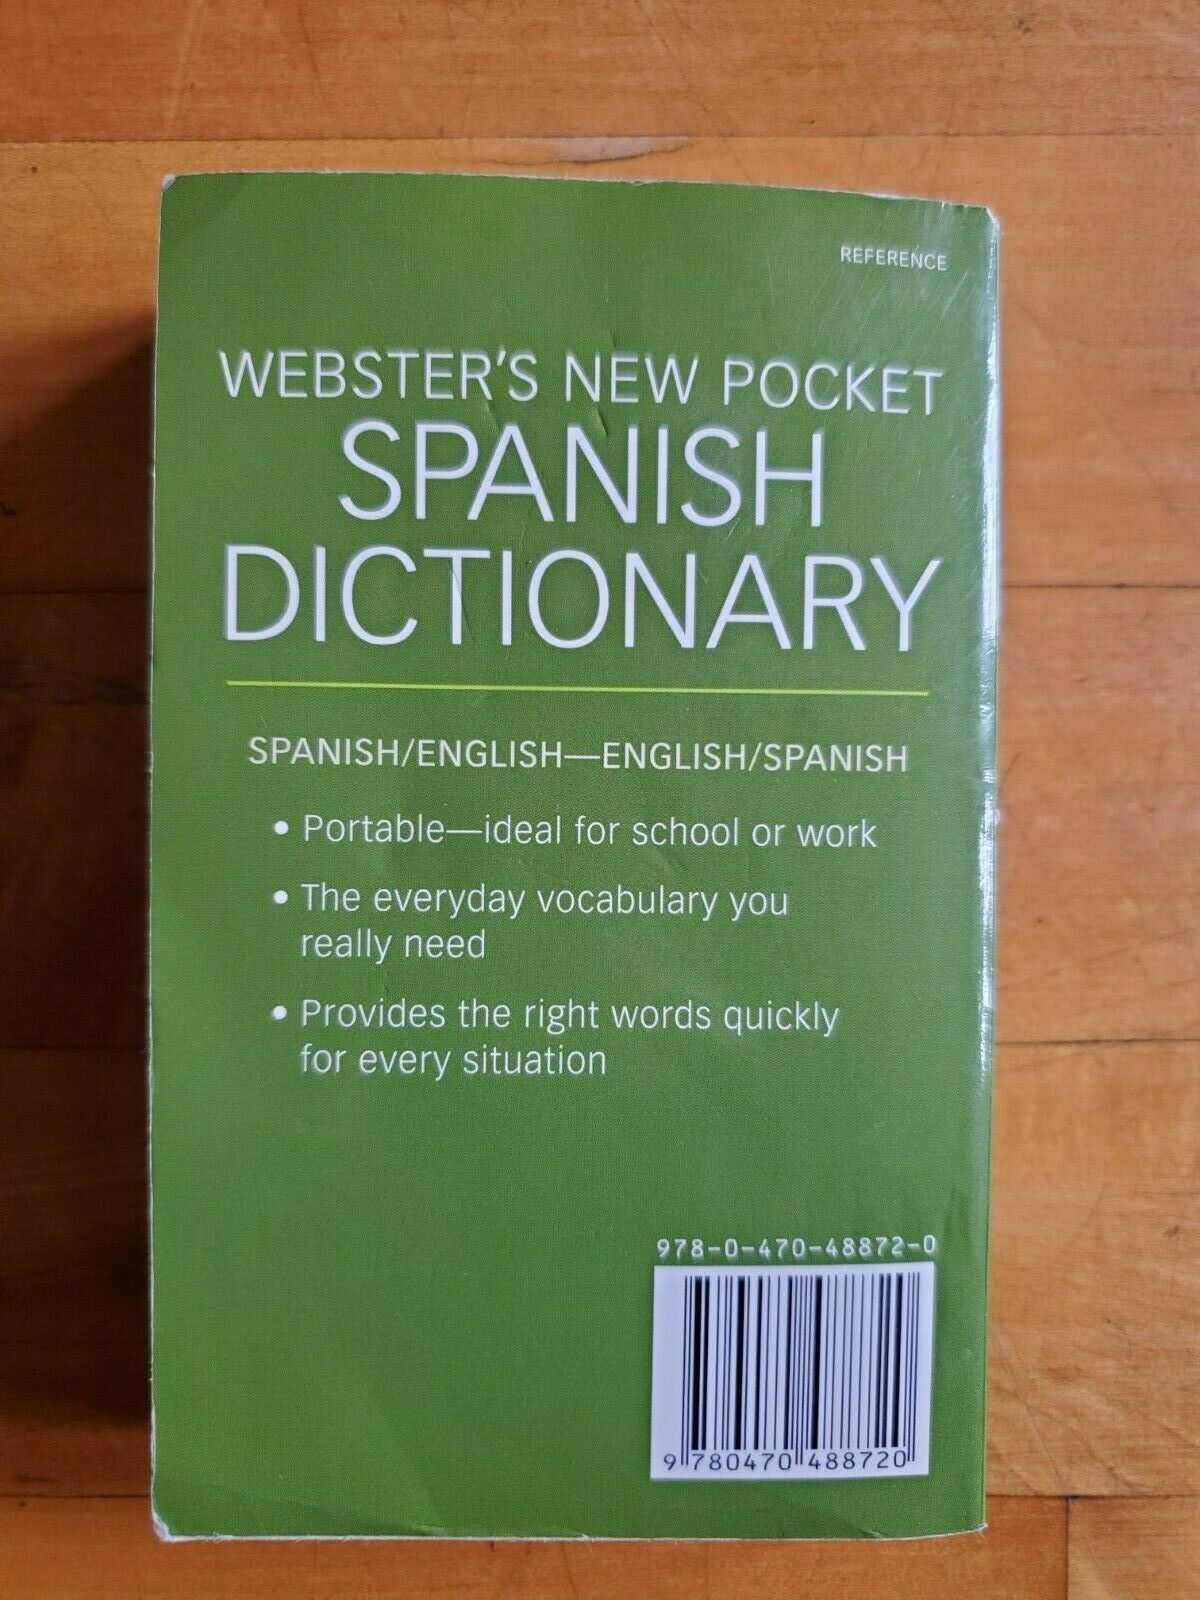 REFERENCE
WEBSTER'S NEW POCKET
SPANISH
DICTIONARY
SPANISH/ENGLISH—ENGLISH/SPANISH
• Portable—ideal for school or work
• The everyday vocabulary you
really need
• Provides the right words quickly
for every situation
978-0-470-48872-0
9 780470 488720